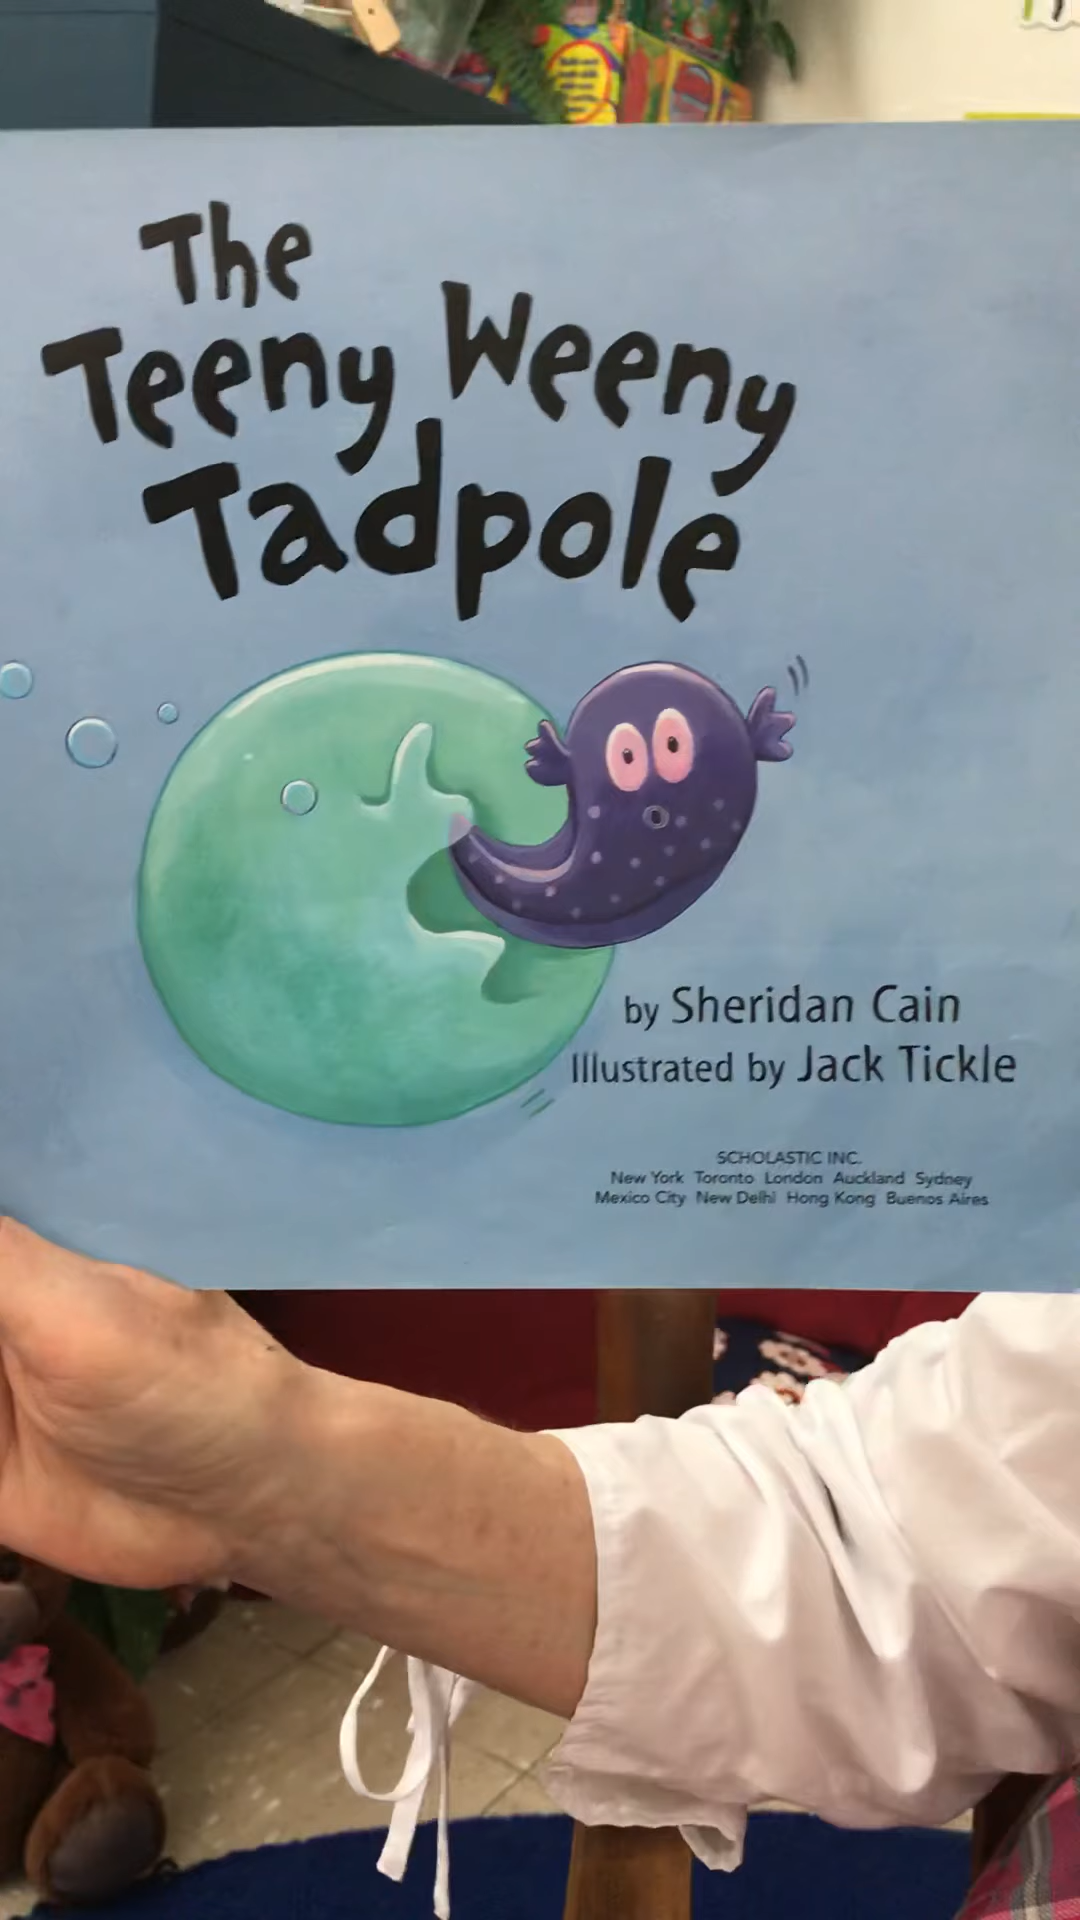 The
Teeny Weeny
Tadpole
by Sheridan Cain
Illustrated by Jack Tickle
SCHOLASTIC INC.
New York Toronto London Auckland Sydney
Mexico City New Delhi Hong Kong Buenos Aires